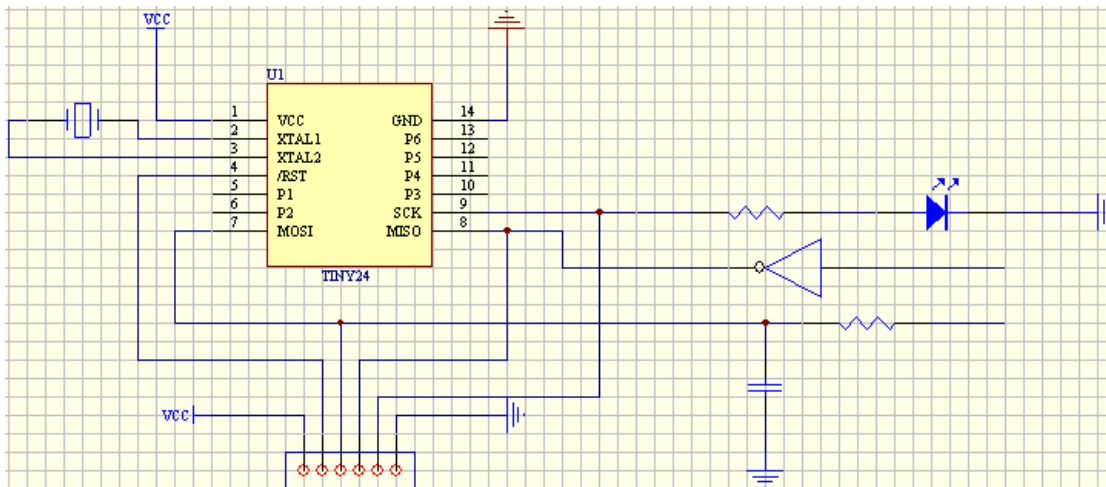 VCC
U1
1 VCC GND 14
2 XTAL1 P6 13
3 XTAL2 P5 12
4 /RST P4 11
5 P1 P3 10
6 P2 SCK 9
7 MOSI MISO 8
TINY24
VCC